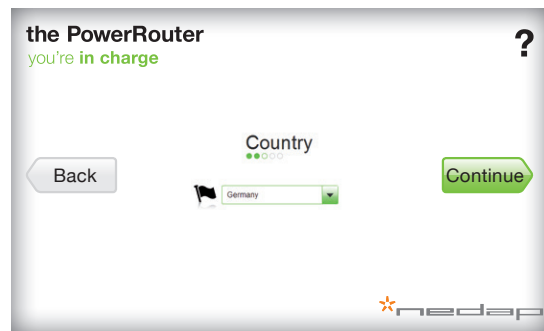 the PowerRouter
you're in charge
?
Country
Back
Germany
Continue
nedap